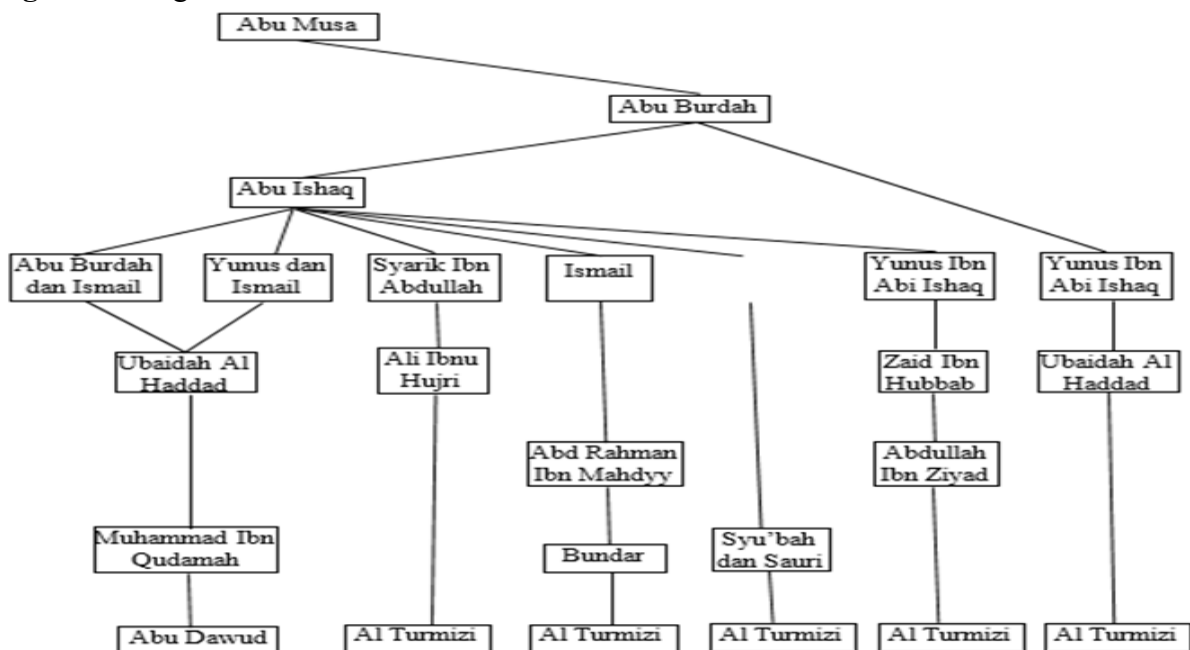 Abu Musa
Abu Burdah
Abu Ishaq
Abu Burdah
dan Ismail
Yunus dan
Ismail
Syarik Ibn
Abdullah
Ismail
Yunus Ibn
Abi Ishaq
Yunus Ibn
Abi Ishaq
Ubaidah Al
Haddad
Ali Ibnu
Hujri
Zaid Ibn
Hubbab
Ubaidah Al
Haddad
Abd Rahman
Ibn Mahdyy
Abdullah
Ibn Ziyad
Muhammad Ibn
Qudamah
Bundar
Syu'bah
dan Sauri
Abu Dawud
Al Turmizi
Al Turmizi
Al Turmizi
Al Turmizi
Al Turmizi